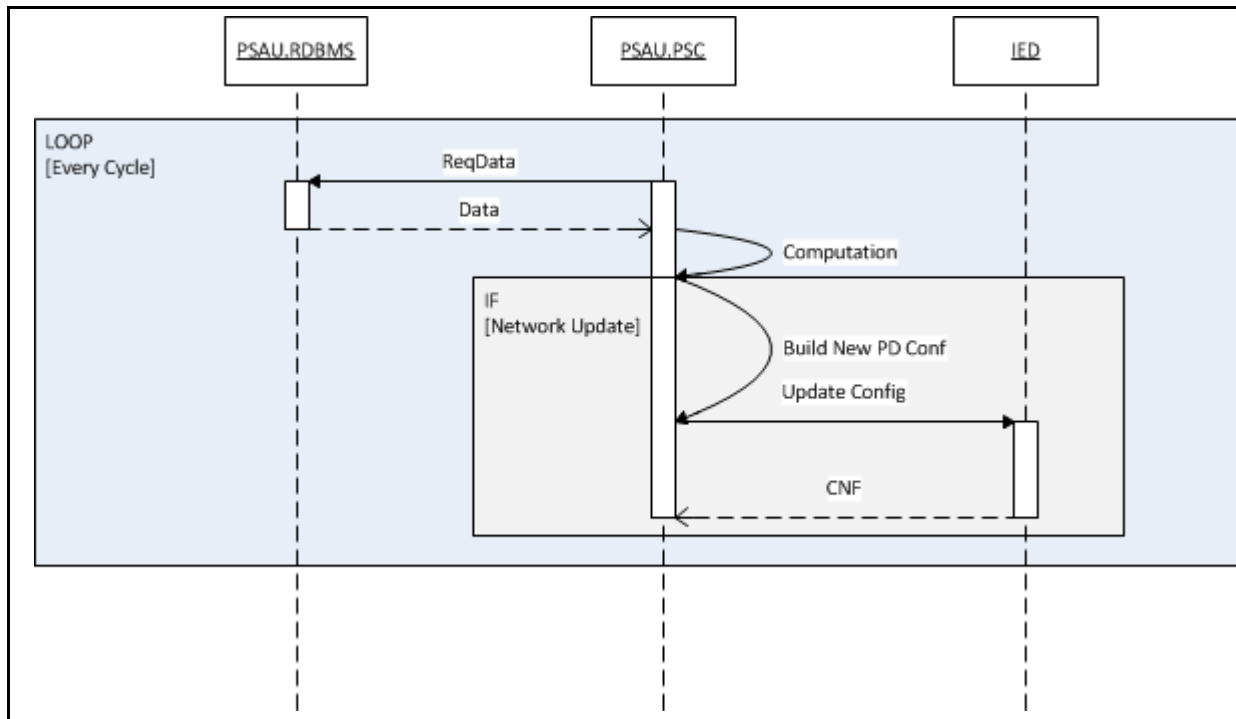 PSAU.RDBMS
PSAU.PSC
IED
LOOP
[Every Cycle]
ReqData
Data
Computation
IF
[Network Update]
Build New PD Conf
Update Config
CNF